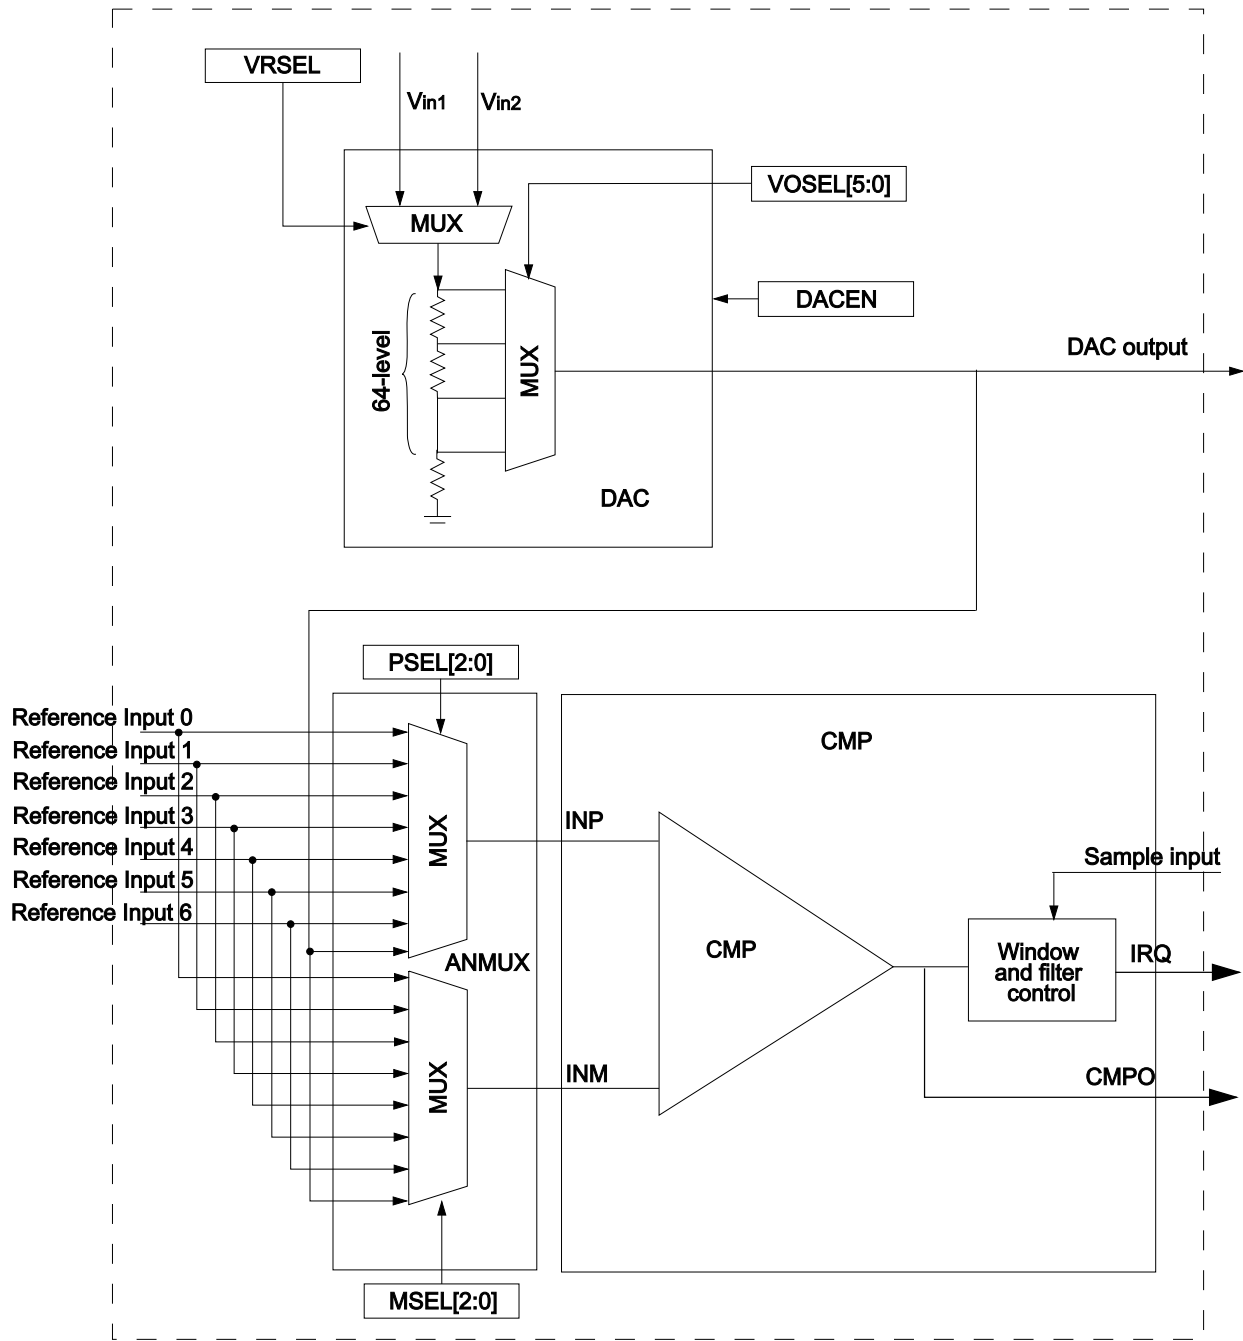 VRSEL
Vin1
Vin2
VOSEL[5:0]
MUX
DACEN
64-level
MUX
DAC output
DAC
PSEL[2:0]
Reference Input 0
Reference Input 1
Reference Input 2
Reference Input 3
Reference Input 4
Reference Input 5
Reference Input 6
MUX
ANMUX
MUX
MSEL[2:0]
CMP
INP
INM
CMP
Sample input
Window
and filter
control
IRQ
CMPO